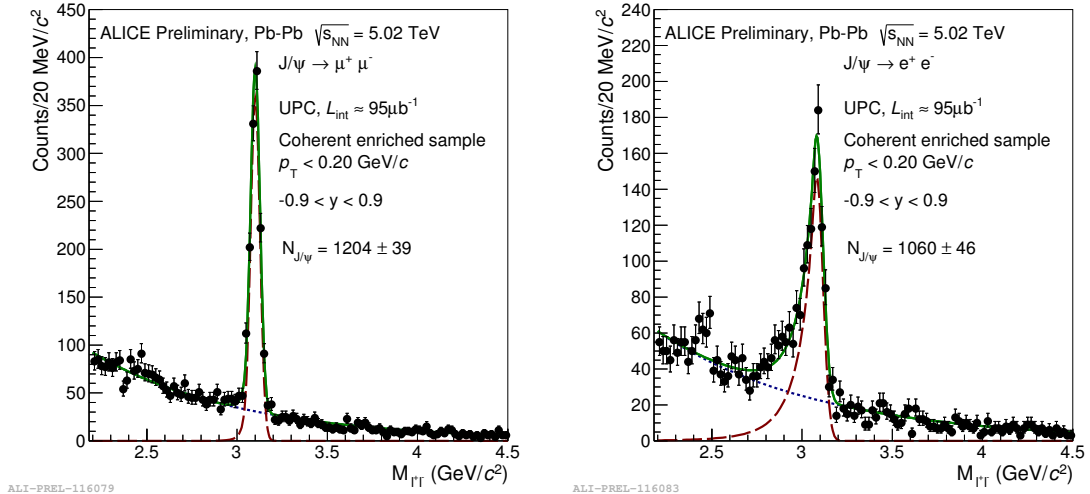 450
400
350
300
250
200
150
100
50
0
Counts/20 MeV/c²
ALICE Preliminary, Pb-Pb √s_NN = 5.02 TeV
J/ψ → μ⁺ μ⁻
UPC, L_int ≈ 95μb⁻¹
Coherent enriched sample
p_T < 0.20 GeV/c
-0.9 < y < 0.9
N_J/ψ = 1204 ± 39
2.5 3 3.5 4 4.5
M_l⁺l⁻ (GeV/c²)
ALI-PREL-116079
240
220
200
180
160
140
120
100
80
60
40
20
0
Counts/20 MeV/c²
ALICE Preliminary, Pb-Pb √s_NN = 5.02 TeV
J/ψ → e⁺ e⁻
UPC, L_int ≈ 95μb⁻¹
Coherent enriched sample
p_T < 0.20 GeV/c
-0.9 < y < 0.9
N_J/ψ = 1060 ± 46
2.5 3 3.5 4 4.5
M_l⁺l⁻ (GeV/c²)
ALI-PREL-116083